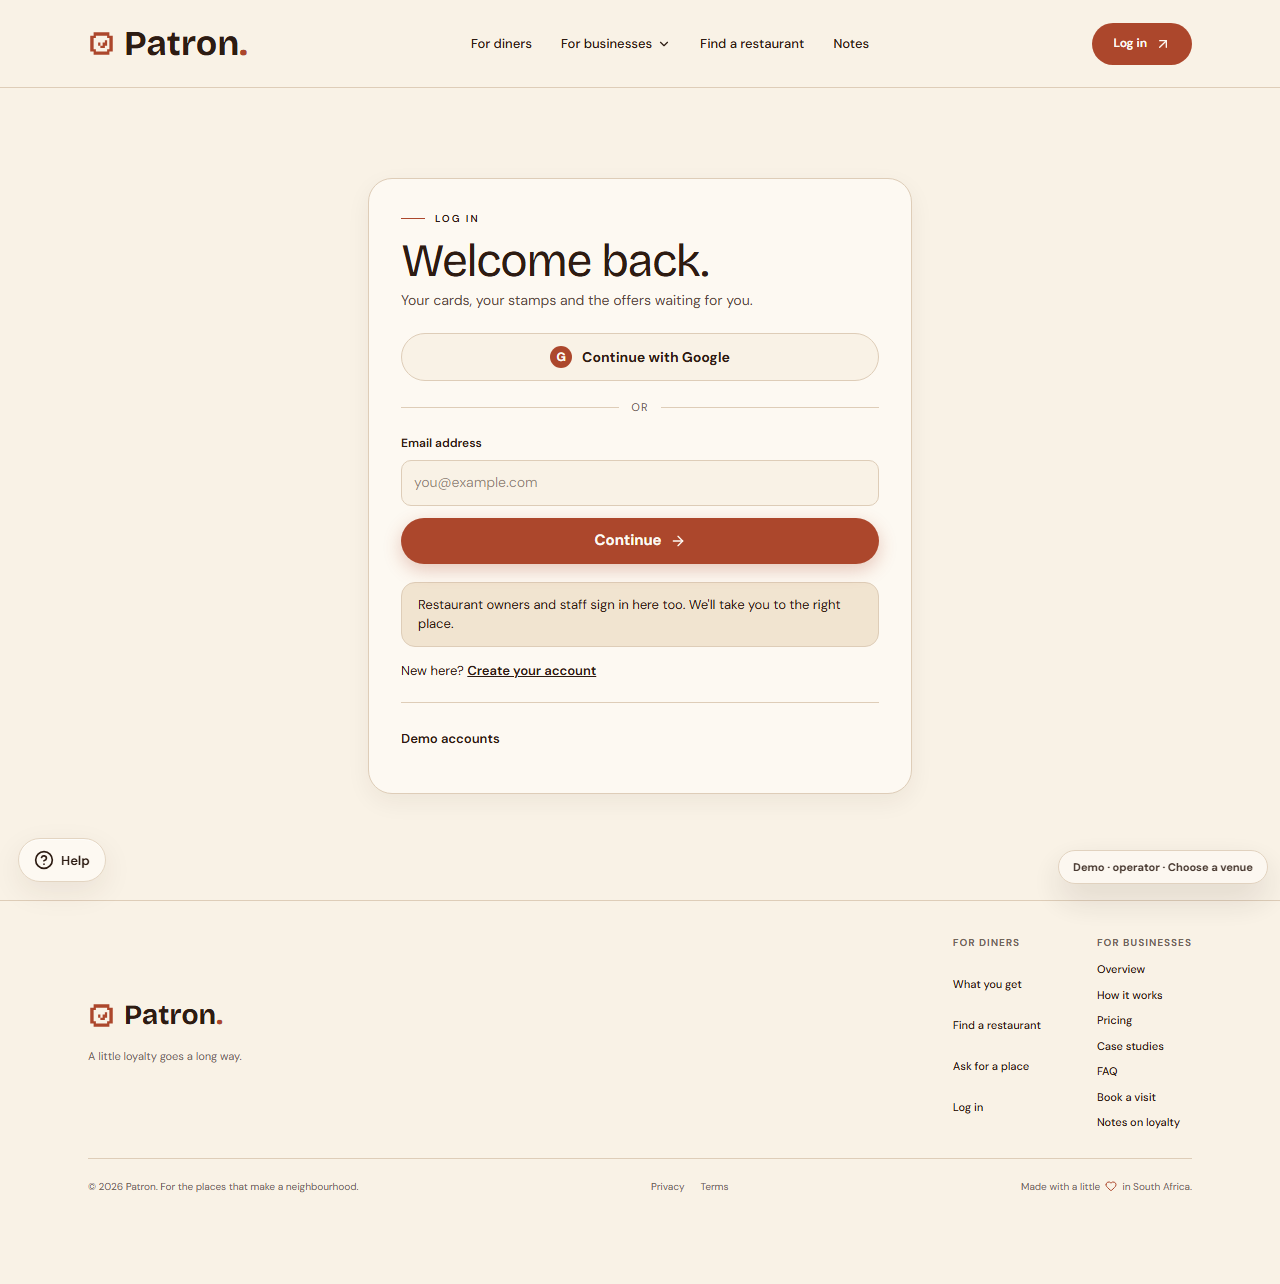 Patron.
For diners
For businesses
Find a restaurant
Notes
Log in
LOG IN
Welcome back.
Your cards, your stamps and the offers waiting for you.
G Continue with Google
OR
Email address
you@example.com
Continue
Restaurant owners and staff sign in here too. We'll take you to the right
place.
New here? Create your account
Demo accounts
Help
Demo · operator · Choose a venue
Patron.
A little loyalty goes a long way.
FOR DINERS
What you get
Find a restaurant
Ask for a place
Log in
FOR BUSINESSES
Overview
How it works
Pricing
Case studies
FAQ
Book a visit
Notes on loyalty
© 2026 Patron. For the places that make a neighbourhood.
Privacy
Terms
Made with a little in South Africa.